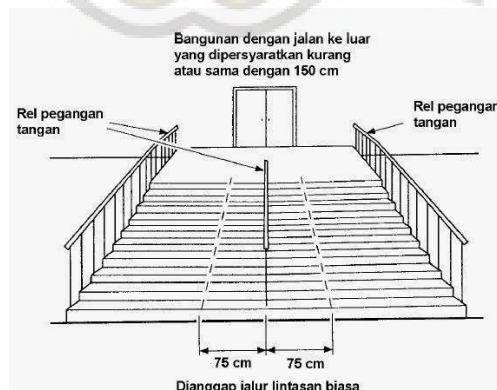 Bangunan dengan jalan ke luar
yang dipersyaratkan kurang
atau sama dengan 150 cm
Rel pegangan
tangan
Rel pegangan
tangan
75 cm
75 cm
Dianggap jalur lintasan biasa